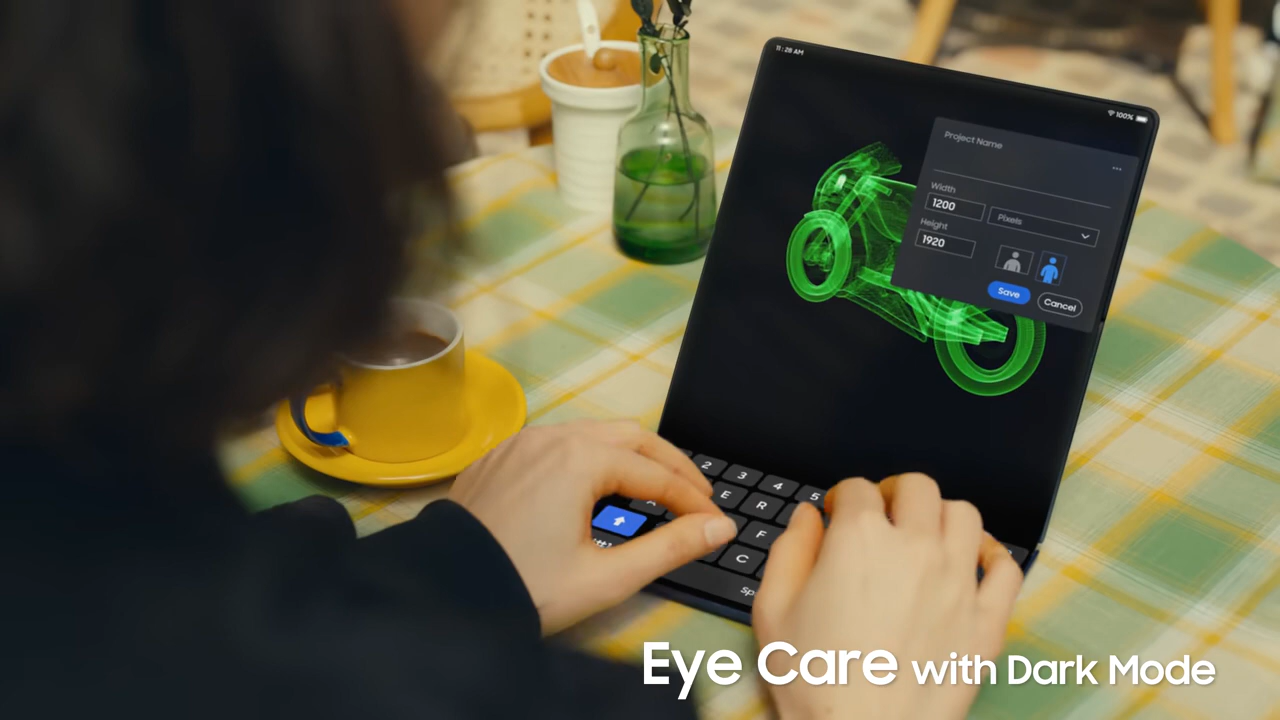 11:28 AM
100%
Project Name
Width
1200
Pixels
Height
1920
Save
Cancel
2 3 4 5
E R
F
C
Eye Care with Dark Mode